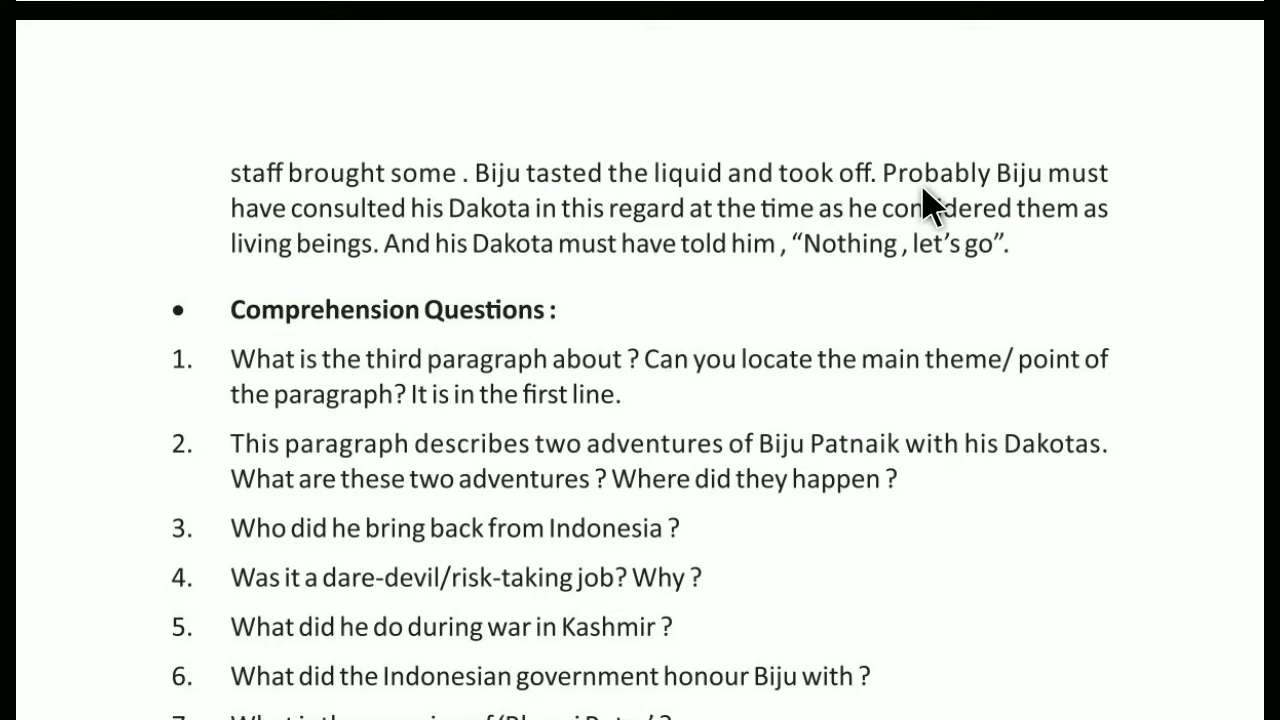 staff brought some . Biju tasted the liquid and took off. Probably Biju must
have consulted his Dakota in this regard at the time as he considered them as
living beings. And his Dakota must have told him , “Nothing , let’s go”.
• Comprehension Questions :
1. What is the third paragraph about ? Can you locate the main theme/ point of
the paragraph? It is in the first line.
2. This paragraph describes two adventures of Biju Patnaik with his Dakotas.
What are these two adventures ? Where did they happen ?
3. Who did he bring back from Indonesia ?
4. Was it a dare-devil/risk-taking job? Why ?
5. What did he do during war in Kashmir ?
6. What did the Indonesian government honour Biju with ?
7. What is the